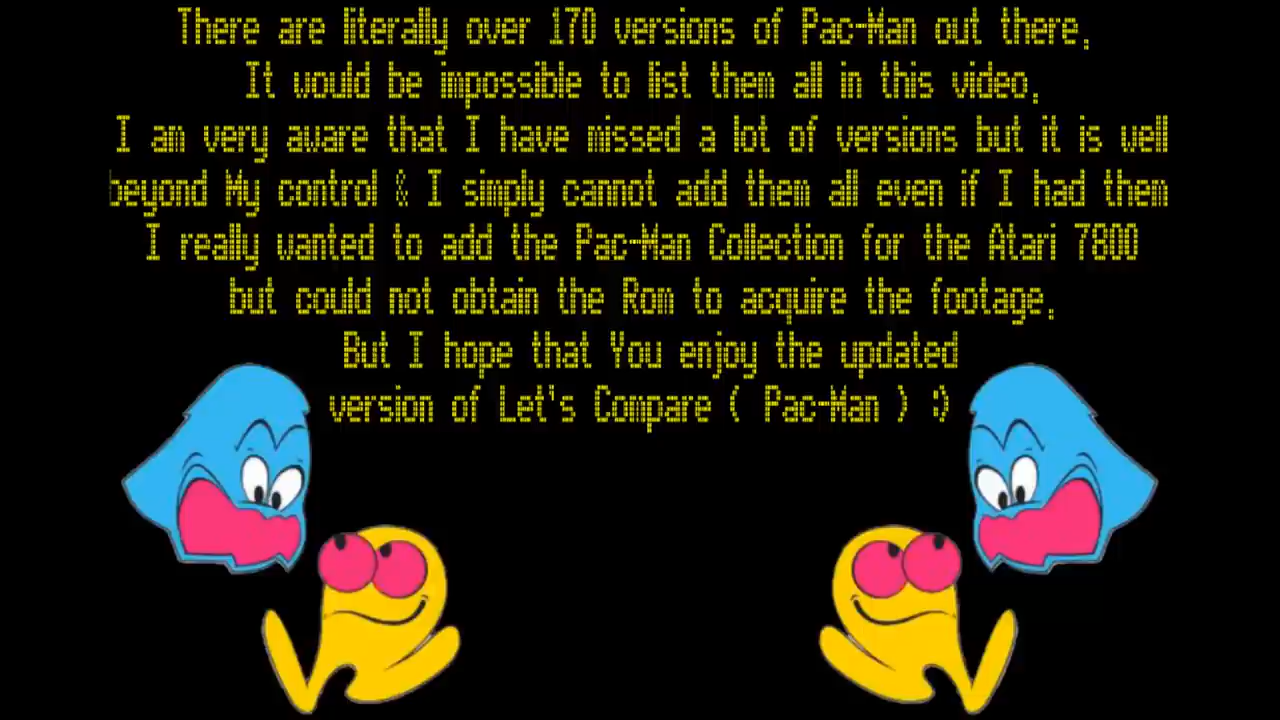 There are literally over 170 versions of Pac-Man out there,
It would be impossible to list them all in this video,
I am very aware that I have missed a lot of versions but it is well
beyond My control & I simply cannot add them all even if I had them
I really wanted to add the Pac-Man Collection for the Atari 7800
but could not obtain the Rom to acquire the footage,
But I hope that You enjoy the updated
version of Let's Compare ( Pac-Man ) :)